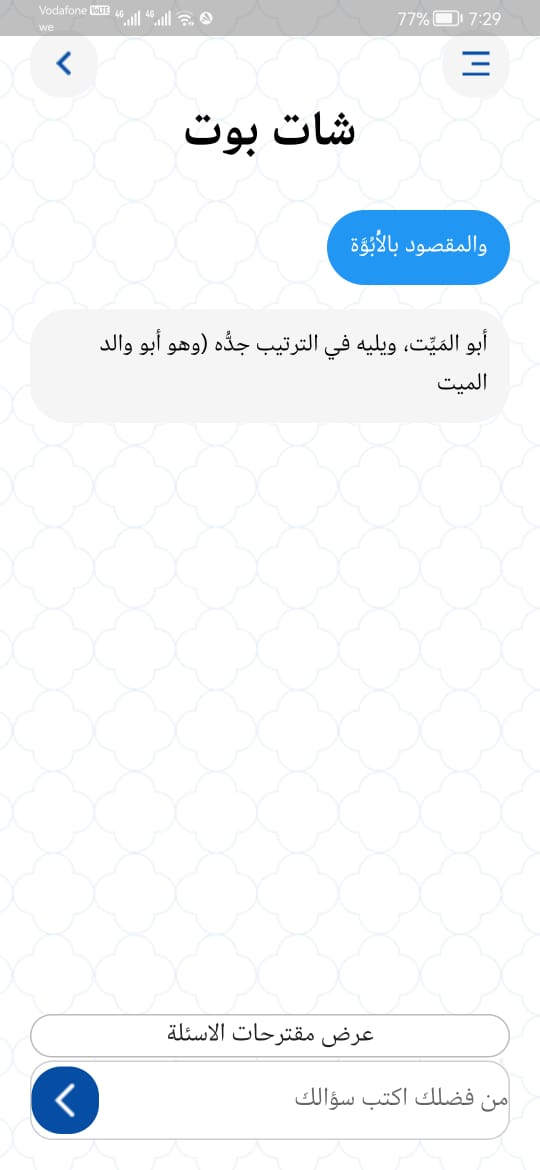 Vodafone VoLTE 4G 4G 77% 7:29
we
شات بوت
والمقصود بالأُبُوَّة
أبو المَيِّت، ويليه في الترتيب جدُّه (وهو أبو والد
الميت
عرض مقترحات الاسئلة
من فضلك اكتب سؤالك